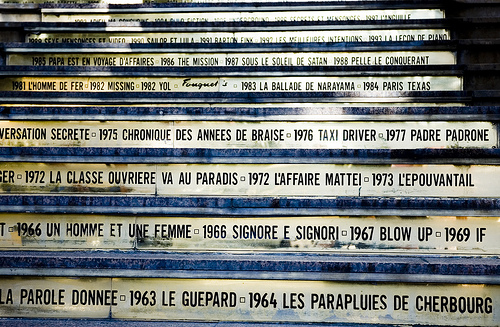 1994 PULP FICTION
1989 SEXE MENSONGES ET VIDEO 1990 SAILOR ET LULA 1991 BARTON FINK 1992 LES MEILLEURES INTENTIONS 1993 LA LEÇON DE PIANO
1985 PAPA EST EN VOYAGE D'AFFAIRES ▫ 1986 THE MISSION 1987 SOUS LE SOLEIL DE SATAN 1988 PELLE LE CONQUERANT
1981 L'HOMME DE FER ▫ 1982 MISSING ▫ 1982 YOL ▫ Fouquet's ▫ 1983 LA BALLADE DE NARAYAMA ▫ 1984 PARIS TEXAS
VERSATION SECRETE ▫ 1975 CHRONIQUE DES ANNEES DE BRAISE ▫ 1976 TAXI DRIVER ▫ 1977 PADRE PADRONE
GER ▫ 1972 LA CLASSE OUVRIERE VA AU PARADIS ▫ 1972 L'AFFAIRE MATTEI ▫ 1973 L'EPOUVANTAIL
T ▫ 1966 UN HOMME ET UNE FEMME ▫ 1966 SIGNORE E SIGNORI ▫ 1967 BLOW UP ▫ 1969 IF
LA PAROLE DONNEE ▫ 1963 LE GUEPARD ▫ 1964 LES PARAPLUIES DE CHERBOURG